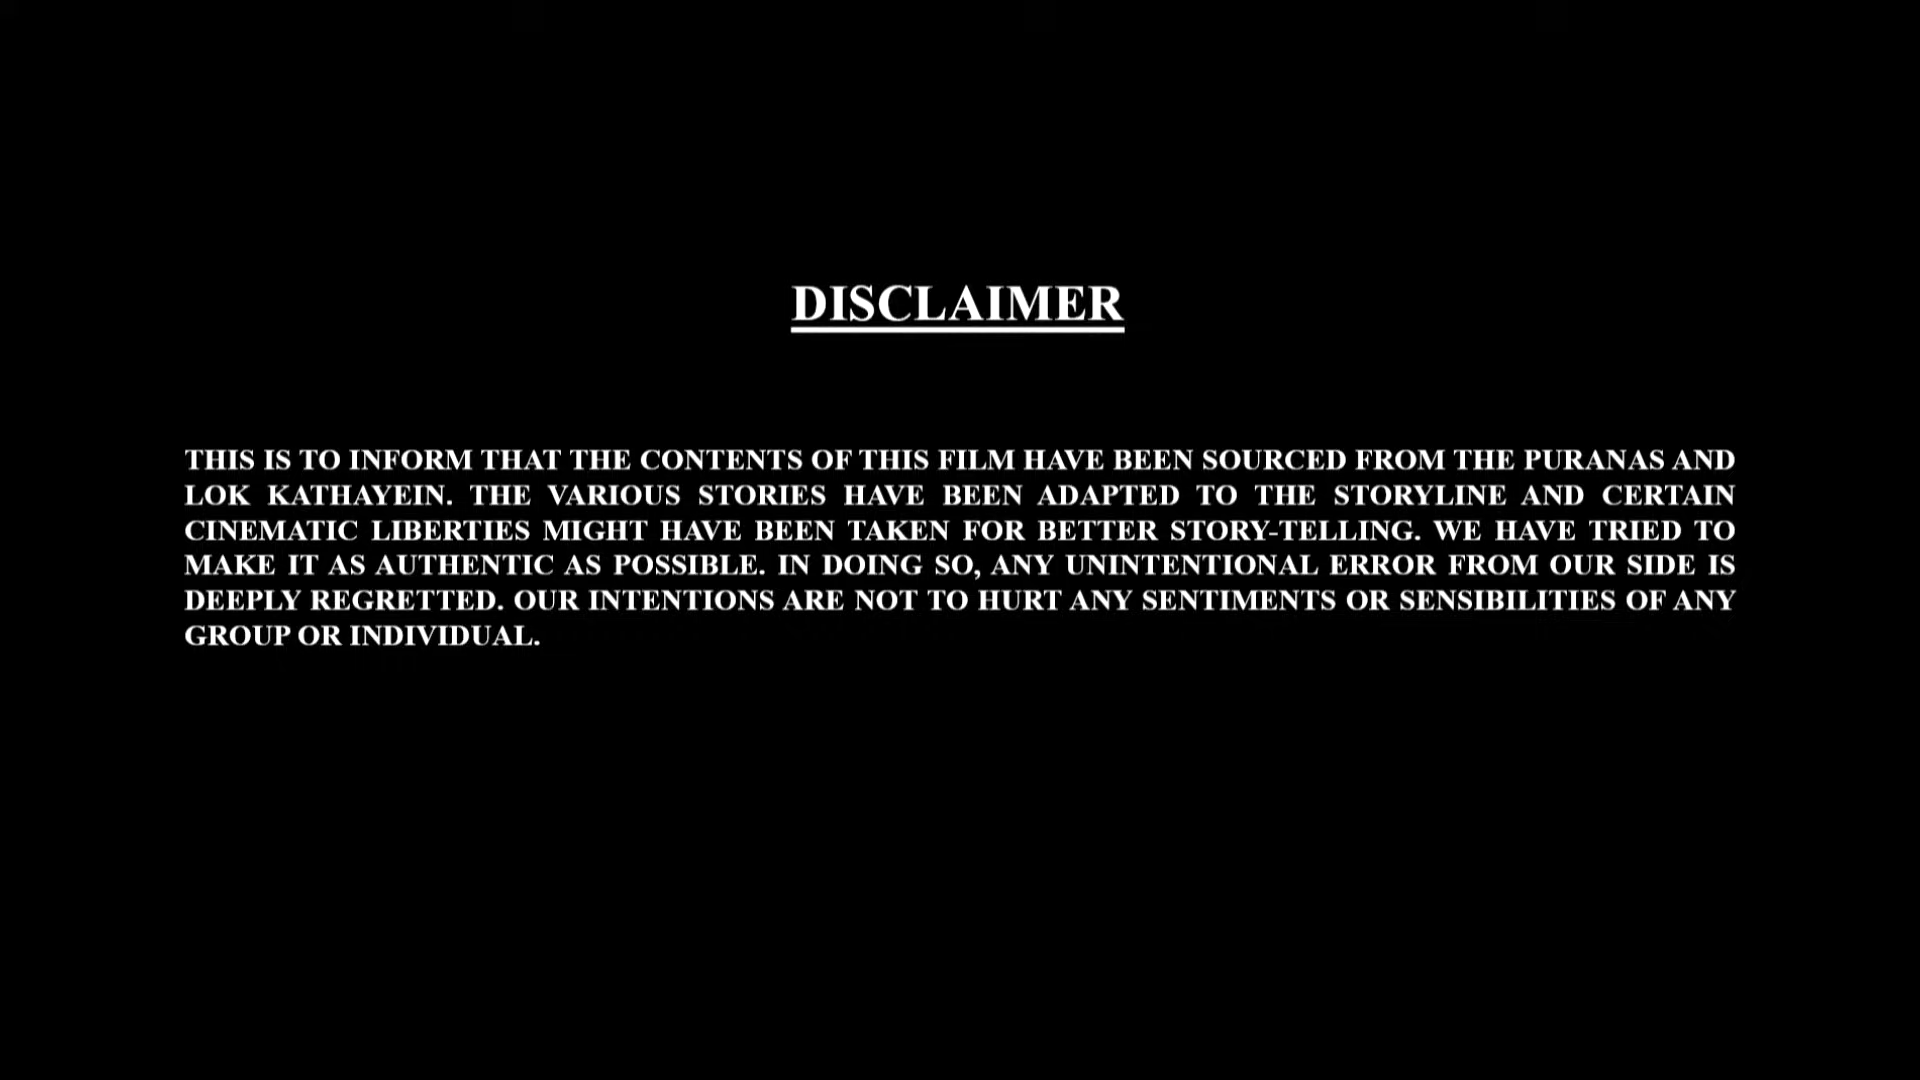 DISCLAIMER
THIS IS TO INFORM THAT THE CONTENTS OF THIS FILM HAVE BEEN SOURCED FROM THE PURANAS AND
LOK KATHAYEIN. THE VARIOUS STORIES HAVE BEEN ADAPTED TO THE STORYLINE AND CERTAIN
CINEMATIC LIBERTIES MIGHT HAVE BEEN TAKEN FOR BETTER STORY-TELLING. WE HAVE TRIED TO
MAKE IT AS AUTHENTIC AS POSSIBLE. IN DOING SO, ANY UNINTENTIONAL ERROR FROM OUR SIDE IS
DEEPLY REGRETTED. OUR INTENTIONS ARE NOT TO HURT ANY SENTIMENTS OR SENSIBILITIES OF ANY
GROUP OR INDIVIDUAL.